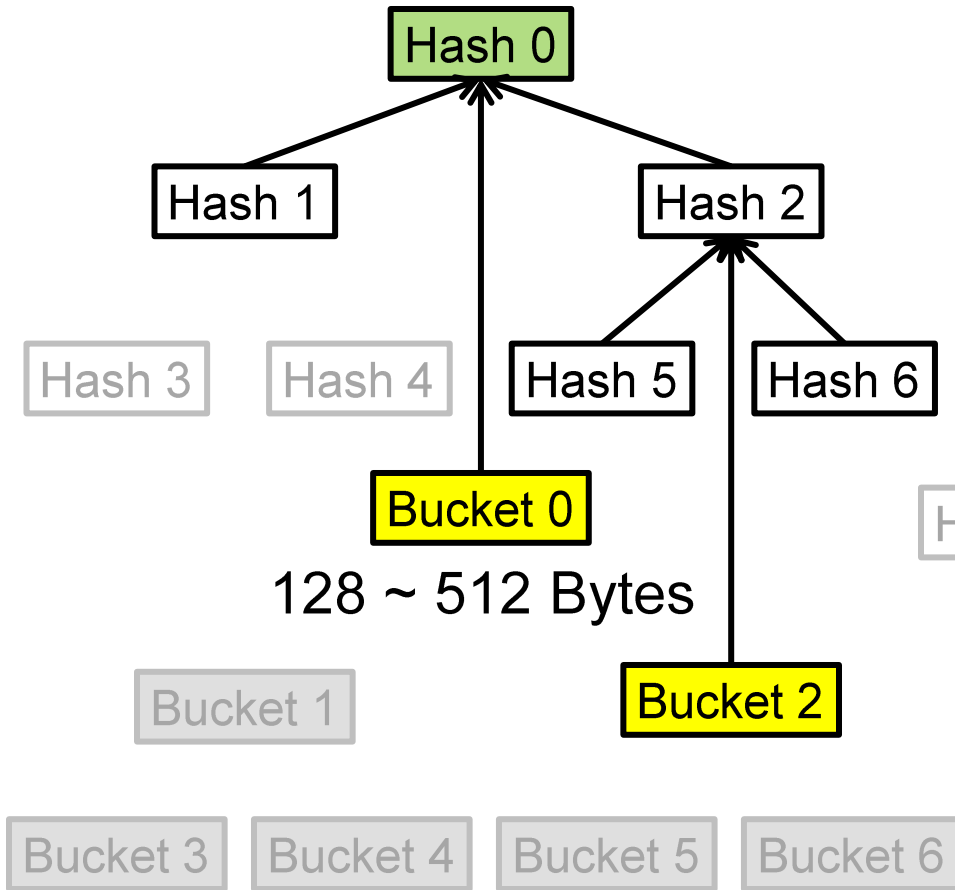 Hash 0
Hash 1
Hash 2
Hash 3
Hash 4
Hash 5
Hash 6
Bucket 0
128 ~ 512 Bytes
Bucket 1
Bucket 2
Bucket 3
Bucket 4
Bucket 5
Bucket 6